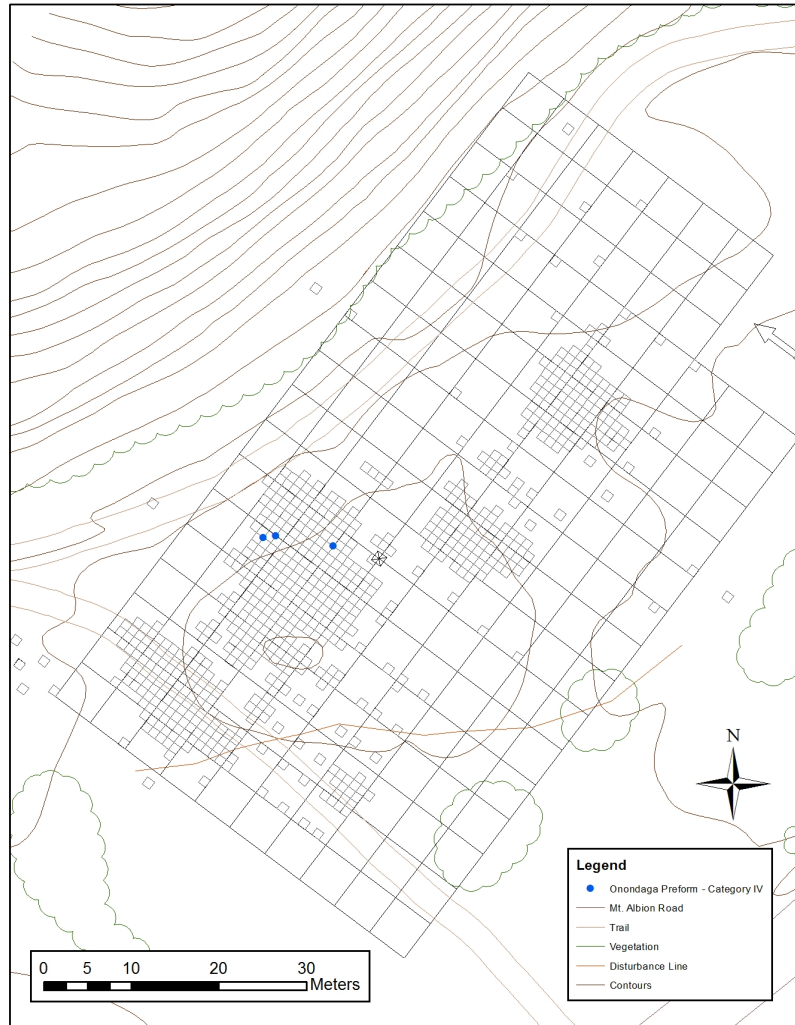 N
Legend
Onondaga Preform - Category IV
Mt. Albion Road
Trail
Vegetation
Disturbance Line
Contours
0 5 10 20 30
Meters